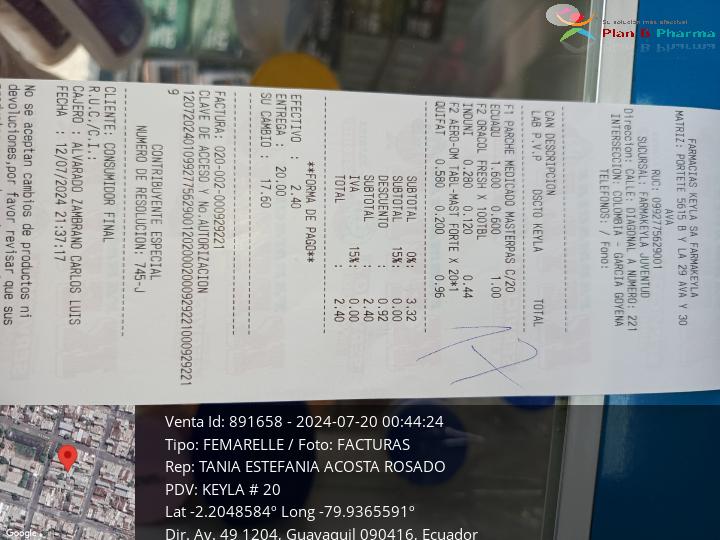 Su solución más efectiva!
Plan B Pharma
FARMACIAS KEYLA SA FARMAKEYLA
MATRIZ: PORTETE 5615 B Y LA 29 AVA Y 30
AVA
RUC: 0992775629001
SUCURSAL: FARMAKEYLA JUVENTUD
Direccion: CALLE: DIAGONAL A NUMERO: 221
INTERSECCION: COLOMBIA - GARCIA GOYENA
TELEFONOS: / Fono:
CAN DESCRIPCION
LAB P.V.P DSCTO KEYLA TOTAL
F1 PARCHE MEDICADO MASTERPAS C/20
ECUAQU 1.600 0.600 1.00
F2 ORACOL FRESH X 100TBL
INDUNI 0.280 0.120 0.44
F2 AERO-OM TABL-MAST FORTE X 20*1
QUIFAT 0.580 0.200 0.96
SUBTOTAL 0%: 3.32
SUBTOTAL 15%: 0.00
DESCUENTO : 0.92
SUBTOTAL : 2.40
IVA 15%: 0.00
TOTAL : 2.40
**FORMA DE PAGO**
EFECTIVO : 2.40
ENTREGA : 20.00
SU CAMBIO : 17.60
FACTURA: 020-002-000929221
CLAVE DE ACCESO Y No.AUTORIZACION
120720240109927756290012020002000929221000929221
9
CONTRIBUYENTE ESPECIAL
NUMERO DE RESOLUCION: 745-J
CLIENTE: CONSUMIDOR FINAL
R.U.C./C.I.:
CAJERO : ALVARADO ZAMBRANO CARLOS LUIS
FECHA : 12/07/2024 21:37:17
No se aceptan cambios de productos ni
devoluciones,por favor, revisar que sus
Venta Id: 891658 - 2024-07-20 00:44:24
Tipo: FEMARELLE / Foto: FACTURAS
Rep: TANIA ESTEFANIA ACOSTA ROSADO
PDV: KEYLA # 20
Lat -2.2048584º Long -79.9365591º
Dir. Av. 49 1204, Guayaquil 090416, Ecuador
Google